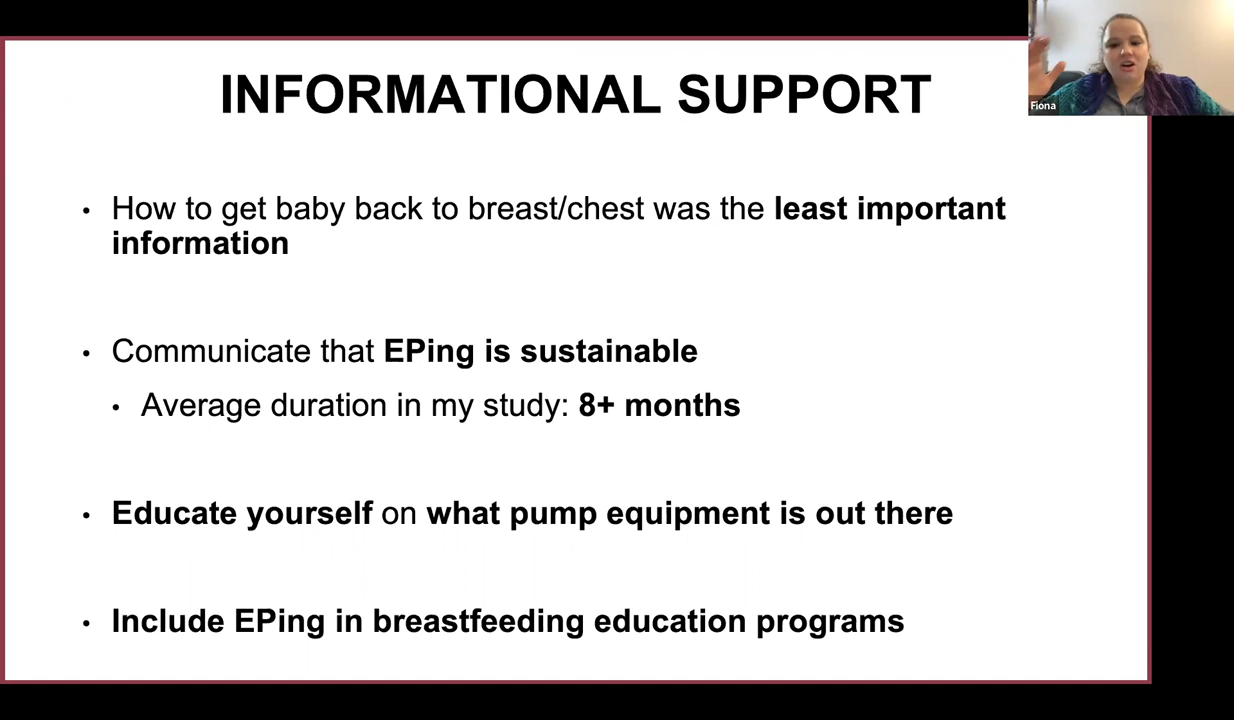 INFORMATIONAL SUPPORT
Fiona
• How to get baby back to breast/chest was the least important
information
• Communicate that EPing is sustainable
• Average duration in my study: 8+ months
• Educate yourself on what pump equipment is out there
• Include EPing in breastfeeding education programs